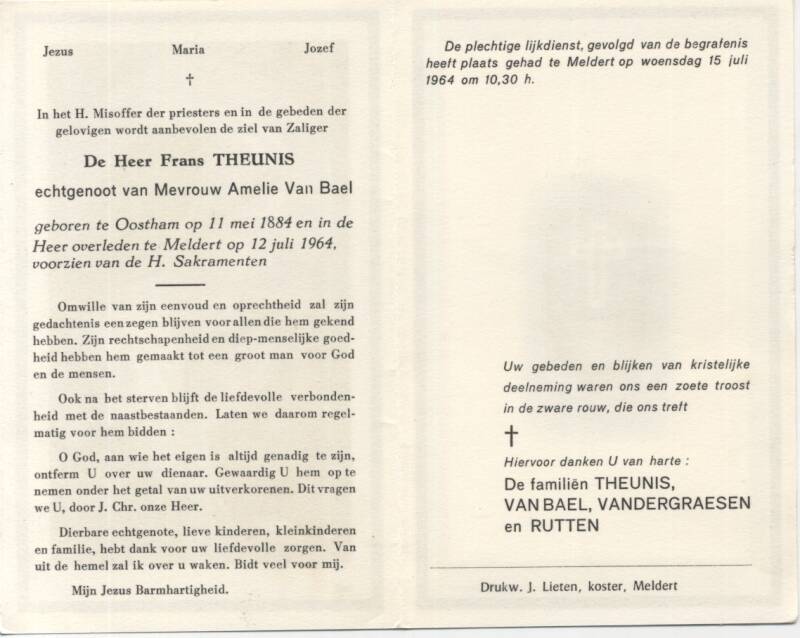 Jezus Maria Jozef
†
In het H. Misoffer der priesters en in de gebeden der
gelovigen wordt aanbevolen de ziel van Zaliger
De Heer Frans THEUNIS
echtgenoot van Mevrouw Amelie Van Bael
geboren te Oostham op 11 mei 1884 en in de
Heer overleden te Meldert op 12 juli 1964,
voorzien van de H. Sakramenten
Omwille van zijn eenvoud en oprechtheid zal zijn
gedachtenis een zegen blijven voor allen die hem gekend
hebben. Zijn rechtschapenheid en diep-menselijke goed-
heid hebben hem gemaakt tot een groot man voor God
en de mensen.
Ook na het sterven blijft de liefdevolle verbonden-
heid met de naastbestaanden. Laten we daarom regel-
matig voor hem bidden :
O God, aan wie het eigen is altijd genadig te zijn,
ontferm U over uw dienaar. Gewaardig U hem op te
nemen onder het getal van uw uitverkorenen. Dit vragen
we U, door J. Chr. onze Heer.
Dierbare echtgenote, lieve kinderen, kleinkinderen
en familie, hebt dank voor uw liefdevolle zorgen. Van
uit de hemel zal ik over u waken. Bidt veel voor mij.
Mijn Jezus Barmhartigheid.
De plechtige lijkdienst, gevolgd van de begrafenis
heeft plaats gehad te Meldert op woensdag 15 juli
1964 om 10,30 h.
Uw gebeden en blijken van kristelijke
deelneming waren ons een zoete troost
in de zware rouw, die ons treft
†
Hiervoor danken U van harte :
De familiën THEUNIS,
VAN BAEL, VANDERGRAESEN
en RUTTEN
Drukw. J. Lieten, koster, Meldert